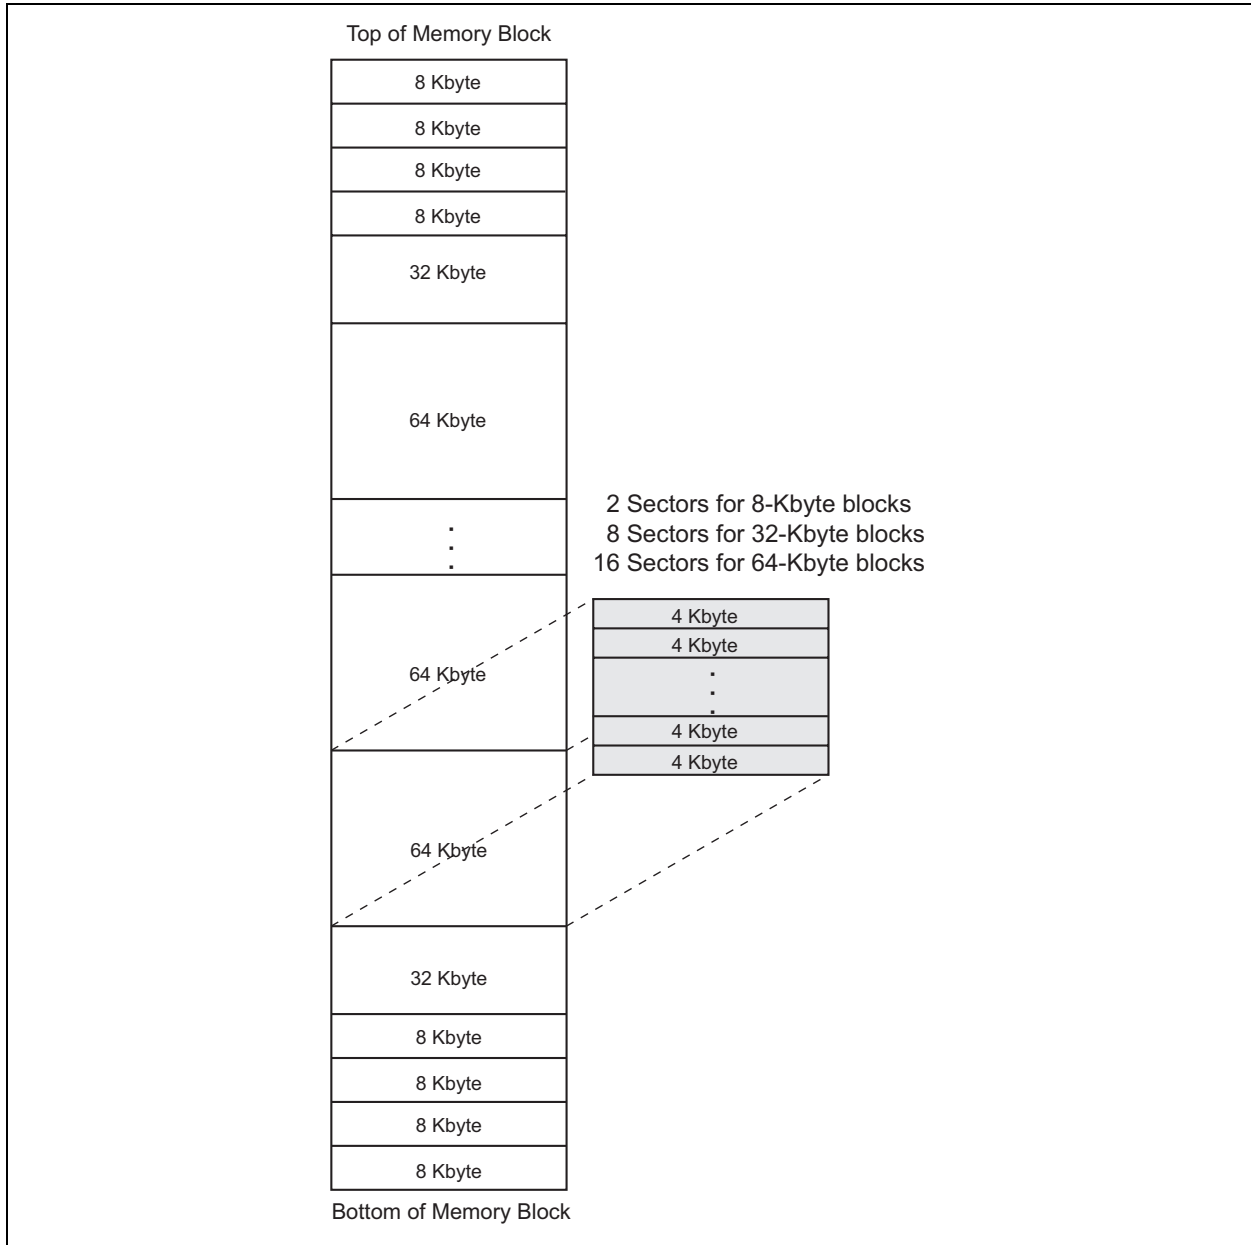 Top of Memory Block
8 Kbyte
8 Kbyte
8 Kbyte
8 Kbyte
32 Kbyte
64 Kbyte
.
.
.
2 Sectors for 8-Kbyte blocks
8 Sectors for 32-Kbyte blocks
16 Sectors for 64-Kbyte blocks
64 Kbyte
4 Kbyte
4 Kbyte
.
.
.
4 Kbyte
4 Kbyte
64 Kbyte
32 Kbyte
8 Kbyte
8 Kbyte
8 Kbyte
8 Kbyte
Bottom of Memory Block